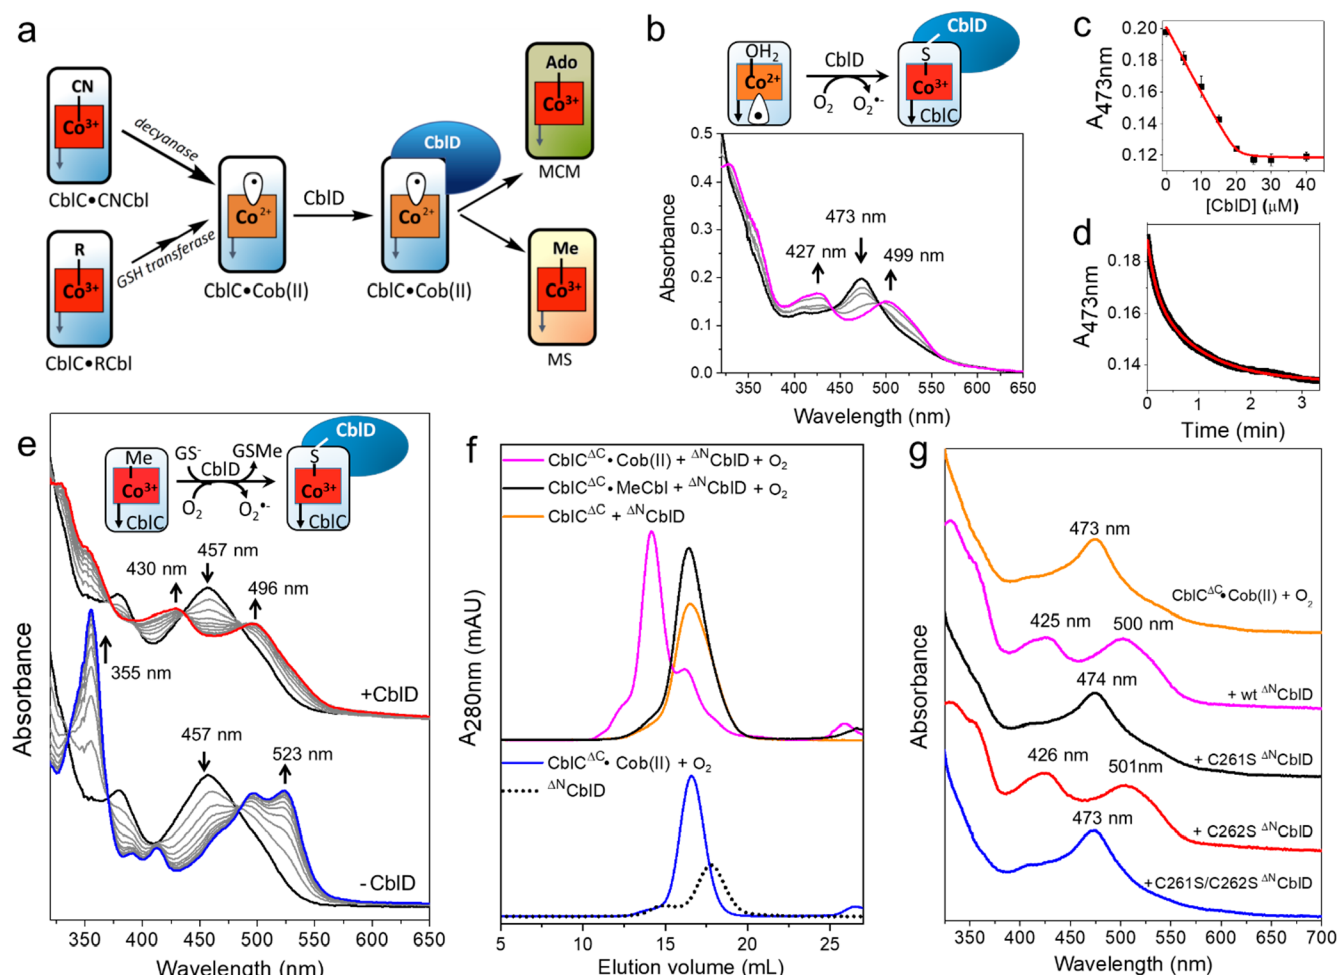 a
CN
Co3+
CblC•CNCbl
decyanase
R
Co3+
CblC•RCbl
GSH transferase
Co2+
CblC•Cob(II)
CblD
CblD
Co2+
CblC•Cob(II)
Ado
Co3+
MCM
Me
Co3+
MS
b
OH2
Co2+
CblD
O2
O2•-
CblD
S
Co3+
CblC
473 nm
427 nm
499 nm
0.5
0.4
0.3
0.2
0.1
0.0
350
400
450
500
550
600
650
Absorbance
Wavelength (nm)
c
A473nm
0.20
0.16
0.12
0
10
20
30
40
[CblD] (μM)
d
A473nm
0.18
0.16
0.14
0
1
2
3
Time (min)
e
Me
Co3+
CblC
GS-
GSMe
CblD
O2
O2•-
CblD
S
Co3+
CblC
457 nm
430 nm
496 nm
355 nm
+CblD
457 nm
523 nm
-CblD
Absorbance
350
400
450
500
550
600
650
Wavelength (nm)
f
CblCΔC•Cob(II) + ΔNCblD + O2
CblCΔC•MeCbl + ΔNCblD + O2
CblCΔC + ΔNCblD
CblCΔC•Cob(II) + O2
ΔNCblD
A280nm (mAU)
5
10
15
20
25
Elution volume (mL)
g
473 nm
CblCΔC•Cob(II) + O2
425 nm
500 nm
+ wt ΔNCblD
474 nm
+ C261S ΔNCblD
426 nm
501nm
+ C262S ΔNCblD
473 nm
+C261S/C262S ΔNCblD
Absorbance
350
400
450
500
550
600
650
700
Wavelength (nm)